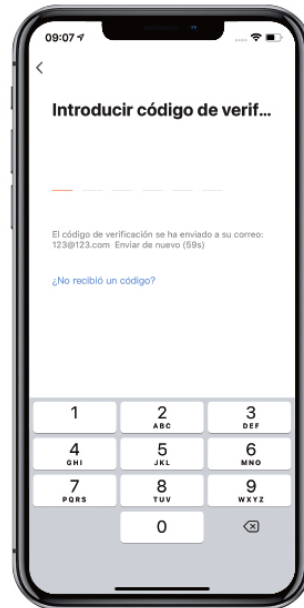 09:07
Introducir código de verif...
El código de verificación se ha enviado a su correo:
123@123.com Enviar de nuevo (59s)
¿No recibió un código?
1
2
ABC
3
DEF
4
GHI
5
JKL
6
MNO
7
PQRS
8
TUV
9
WXYZ
0